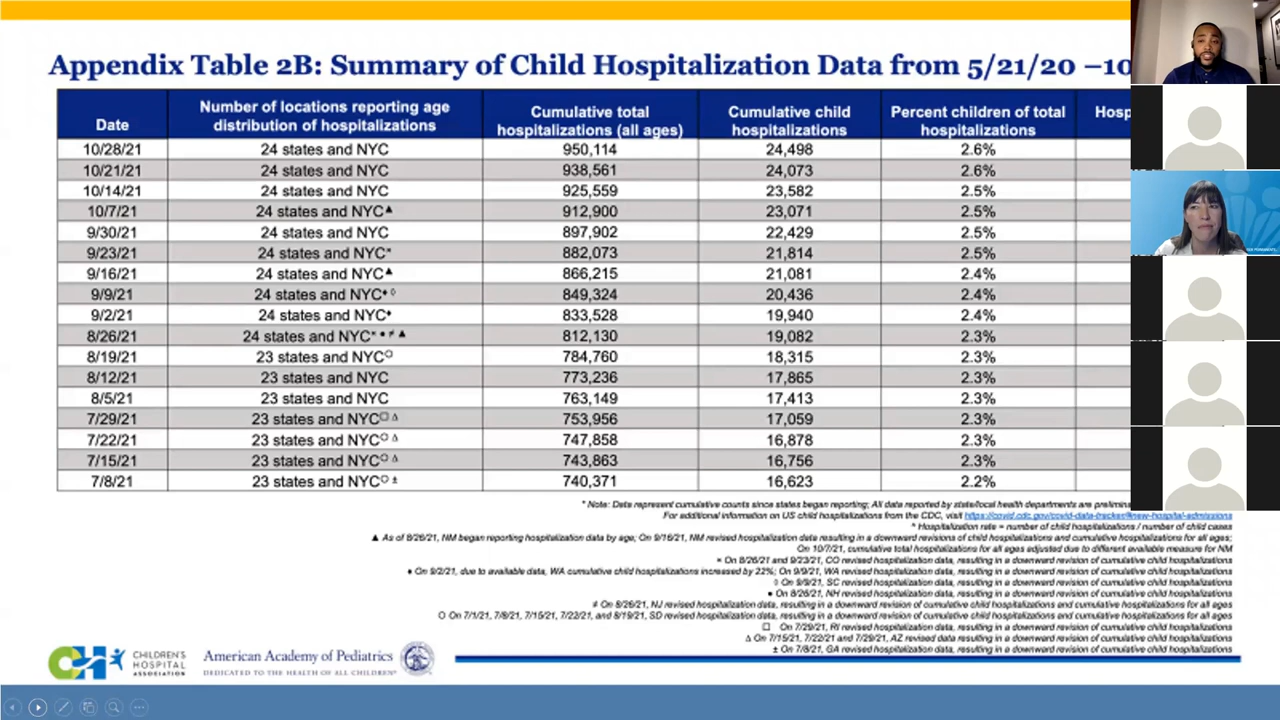 Appendix Table 2B: Summary of Child Hospitalization Data from 5/21/20 –10
Date Number of locations reporting age distribution of hospitalizations Cumulative total hospitalizations (all ages) Cumulative child hospitalizations Percent children of total hospitalizations Hosp
10/28/21 24 states and NYC 950,114 24,498 2.6%
10/21/21 24 states and NYC 938,561 24,073 2.6%
10/14/21 24 states and NYC 925,559 23,582 2.5%
10/7/21 24 states and NYC▲ 912,900 23,071 2.5%
9/30/21 24 states and NYC 897,902 22,429 2.5%
9/23/21 24 states and NYC* 882,073 21,814 2.5%
9/16/21 24 states and NYC▲ 866,215 21,081 2.4%
9/9/21 24 states and NYC♦ ◊ 849,324 20,436 2.4%
9/2/21 24 states and NYC♦ 833,528 19,940 2.4%
8/26/21 24 states and NYC* ● ≠ ▲ 812,130 19,082 2.3%
8/19/21 23 states and NYC○ 784,760 18,315 2.3%
8/12/21 23 states and NYC 773,236 17,865 2.3%
8/5/21 23 states and NYC 763,149 17,413 2.3%
7/29/21 23 states and NYC□ Δ 753,956 17,059 2.3%
7/22/21 23 states and NYC○ Δ 747,858 16,878 2.3%
7/15/21 23 states and NYC○ Δ 743,863 16,756 2.3%
7/8/21 23 states and NYC○ ± 740,371 16,623 2.2%
* Note: Data represent cumulative counts since states began reporting; All data reported by state/local health departments are prelimin
For additional information on US child hospitalizations from the CDC, visit https://covid.cdc.gov/covid-data-tracker/#new-hospital-admissions
^ Hospitalization rate = number of child hospitalizations / number of child cases
▲ As of 8/26/21, NM began reporting hospitalization data by age; On 9/16/21, NM revised hospitalization data resulting in a downward revisions of child hospitalizations and cumulative hospitalizations for all ages;
On 10/7/21, cumulative total hospitalizations for all ages adjusted due to different available measure for NM
* On 8/26/21 and 9/23/21, CO revised hospitalization data, resulting in a downward revision of cumulative child hospitalizations
♦ On 9/2/21, due to available data, WA cumulative child hospitalizations increased by 22%; On 9/9/21, WA revised hospitalization data, resulting in a downward revision of cumulative child hospitalizations
◊ On 9/9/21, SC revised hospitalization data, resulting in a downward revision of cumulative child hospitalizations
● On 8/26/21, NH revised hospitalization data, resulting in a downward revision of cumulative child hospitalizations
≠ On 8/26/21, NJ revised hospitalization data, resulting in a downward revision of cumulative child hospitalizations and cumulative hospitalizations for all ages
○ On 7/1/21, 7/8/21, 7/15/21, 7/22/21, and 8/19/21, SD revised hospitalization data, resulting in a downward revision of cumulative child hospitalizations and cumulative hospitalizations for all ages
□ On 7/29/21, RI revised hospitalization data, resulting in a downward revision of cumulative child hospitalizations
Δ On 7/15/21, 7/22/21 and 7/29/21, AZ revised data resulting in a downward revision of cumulative child hospitalizations
± On 7/8/21, GA revised hospitalization data, resulting in a downward revision of cumulative child hospitalizations
CHILDREN'S
HOSPITAL
ASSOCIATION
American Academy of Pediatrics
DEDICATED TO THE HEALTH OF ALL CHILDREN®